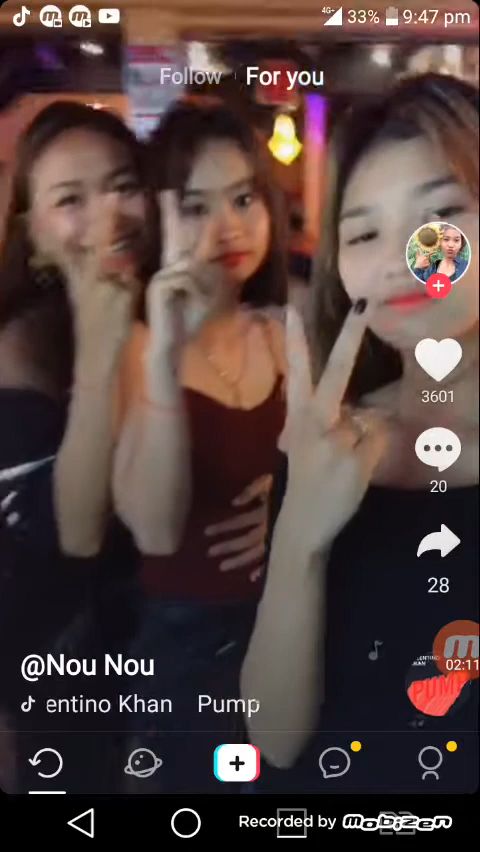 4G 33% 9:47 pm
Follow For you
3601
20
28
@Nou Nou
entino Khan Pump
02:11
PUMP
Recorded by MOBIZEN